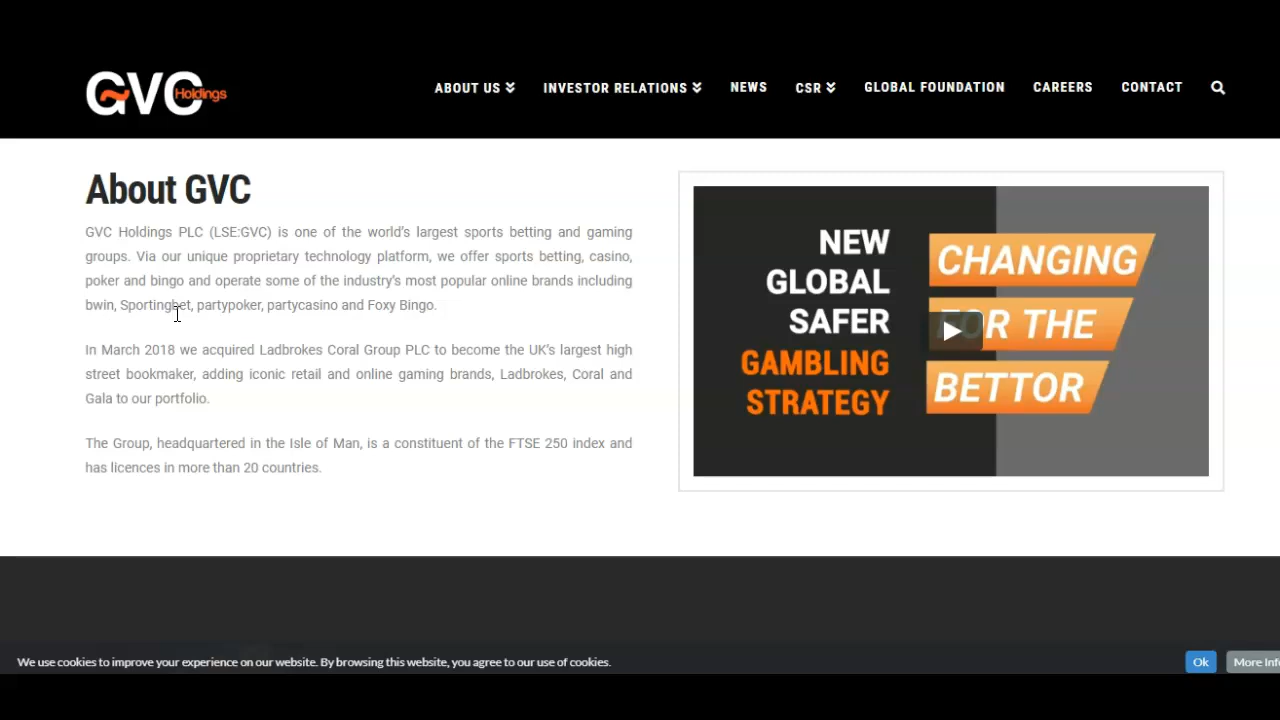 GVC Holdings
ABOUT US
INVESTOR RELATIONS
NEWS
CSR
GLOBAL FOUNDATION
CAREERS
CONTACT
About GVC
GVC Holdings PLC (LSE:GVC) is one of the world's largest sports betting and gaming
groups. Via our unique proprietary technology platform, we offer sports betting, casino,
poker and bingo and operate some of the industry's most popular online brands including
bwin, Sportingbet, partypoker, partycasino and Foxy Bingo.
In March 2018 we acquired Ladbrokes Coral Group PLC to become the UK's largest high
street bookmaker, adding iconic retail and online gaming brands, Ladbrokes, Coral and
Gala to our portfolio.
The Group, headquartered in the Isle of Man, is a constituent of the FTSE 250 index and
has licences in more than 20 countries.
NEW
GLOBAL
SAFER
GAMBLING
STRATEGY
CHANGING
FOR THE
BETTOR
We use cookies to improve your experience on our website. By browsing this website, you agree to our use of cookies.
Ok
More Inf